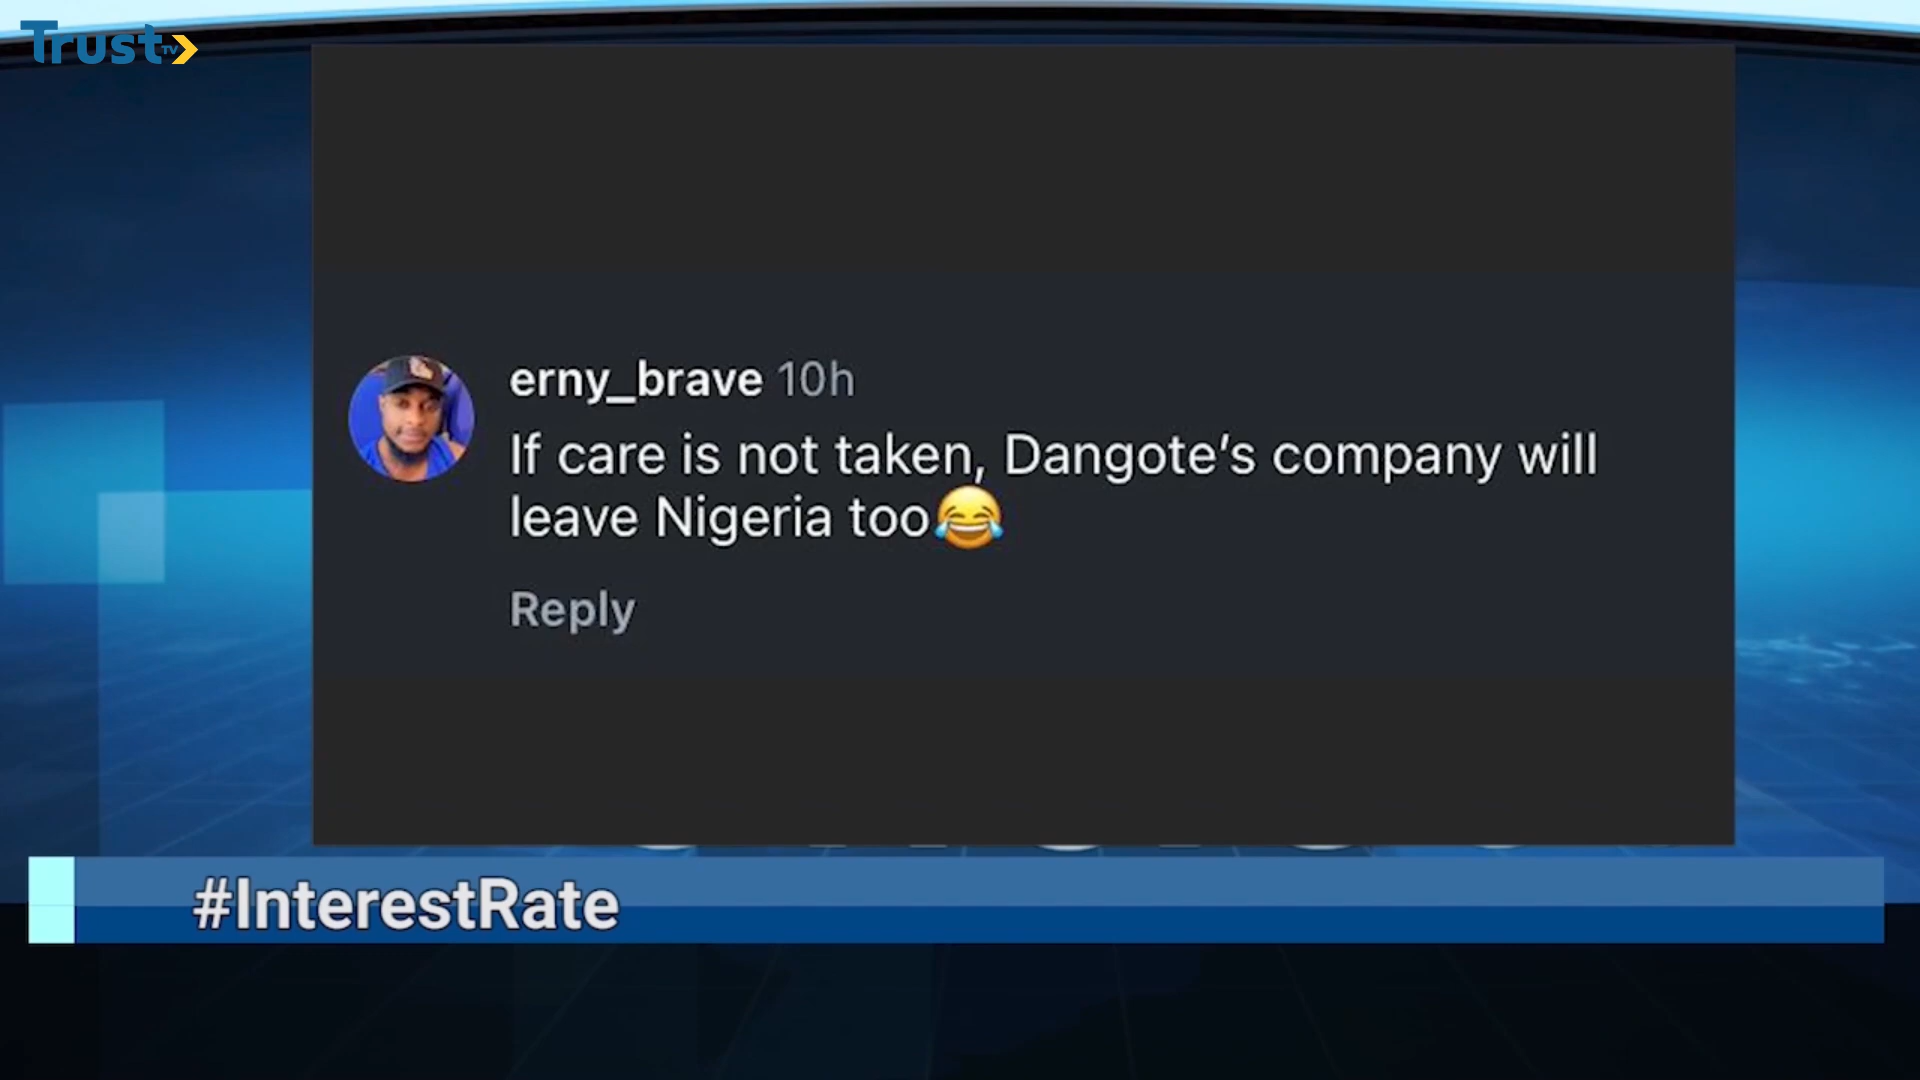 Trust TV
erny_brave 10h
If care is not taken, Dangote’s company will
leave Nigeria too😂
Reply
#InterestRate